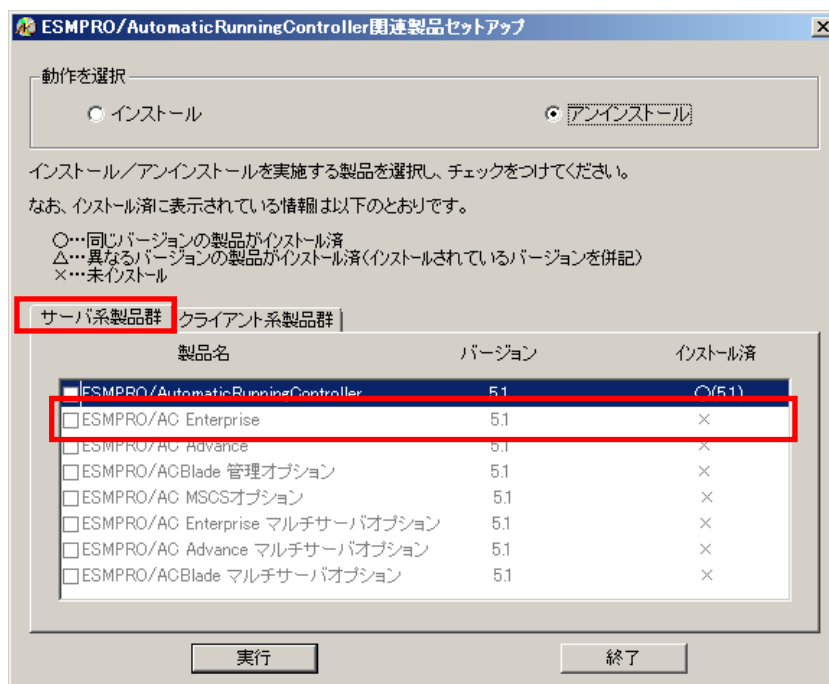 ESMPRO/AutomaticRunningController関連製品セットアップ
動作を選択
インストール
アンインストール
インストール/アンインストールを実施する製品を選択し、チェックをつけてください。
なお、インストール済に表示されている情報は以下のとおりです。
○…同じバージョンの製品がインストール済
△…異なるバージョンの製品がインストール済(インストールされているバージョンを併記)
×…未インストール
サーバ系製品群 クライアント系製品群
製品名 バージョン インストール済
ESMPRO/AutomaticRunningController 5.1 ○(5.1)
ESMPRO/AC Enterprise 5.1 ×
ESMPRO/AC Advance 5.1 ×
ESMPRO/ACBlade 管理オプション 5.1 ×
ESMPRO/AC MSCSオプション 5.1 ×
ESMPRO/AC Enterprise マルチサーバオプション 5.1 ×
ESMPRO/AC Advance マルチサーバオプション 5.1 ×
ESMPRO/ACBlade マルチサーバオプション 5.1 ×
実行 終了